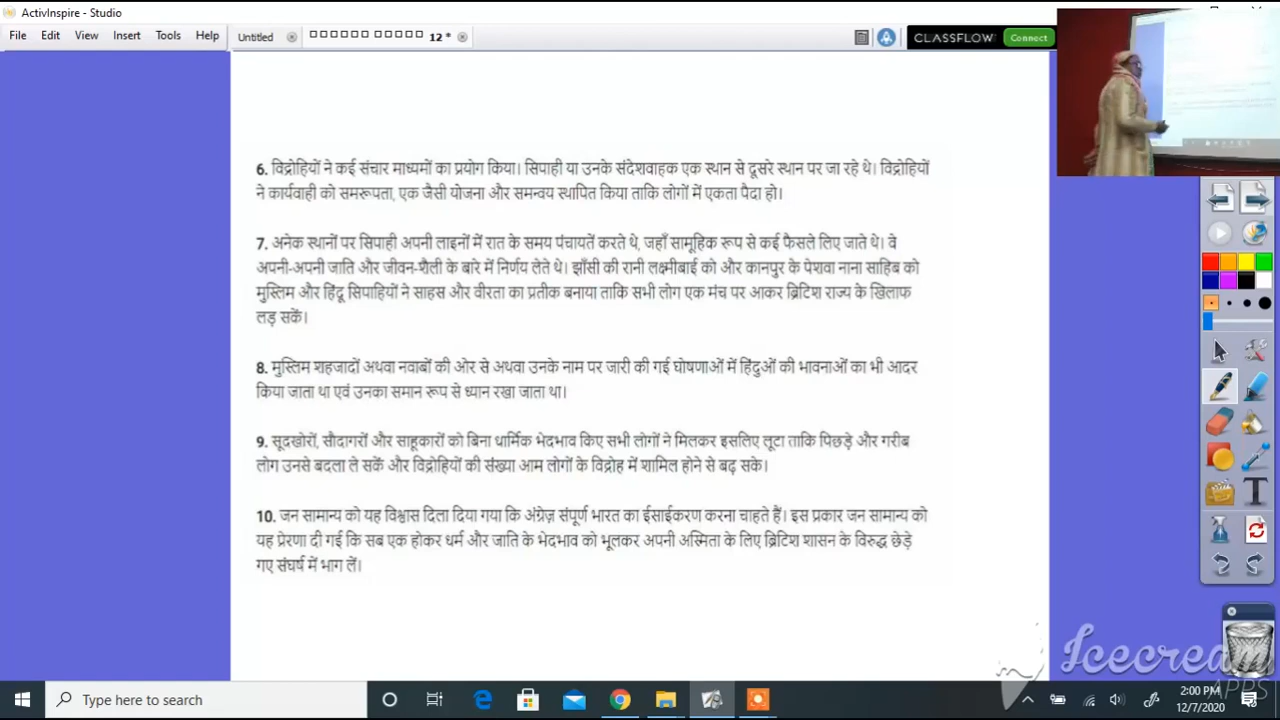 ActivInspire - Studio
File Edit View Insert Tools Help
Untitled
12 *
CLASSFLOW Connect
6. विद्रोहियों ने कई संचार माध्यमों का प्रयोग किया। सिपाही या उनके संदेशवाहक एक स्थान से दूसरे स्थान पर जा रहे थे। विद्रोहियों
ने कार्यवाही को समरूपता, एक जैसी योजना और समन्वय स्थापित किया ताकि लोगों में एकता पैदा हो।
7. अनेक स्थानों पर सिपाही अपनी लाइनों में रात के समय पंचायतें करते थे, जहाँ सामूहिक रूप से कई फैसले लिए जाते थे। वे
अपनी-अपनी जाति और जीवन-शैली के बारे में निर्णय लेते थे। झाँसी की रानी लक्ष्मीबाई को और कानपुर के पेशवा नाना साहिब को
मुस्लिम और हिंदू सिपाहियों ने साहस और वीरता का प्रतीक बनाया ताकि सभी लोग एक मंच पर आकर ब्रिटिश राज्य के खिलाफ
लड़ सकें।
8. मुस्लिम शहजादों अथवा नवाबों की ओर से अथवा उनके नाम पर जारी की गई घोषणाओं में हिंदुओं की भावनाओं का भी आदर
किया जाता था एवं उनका समान रूप से ध्यान रखा जाता था।
9. सूदखोरों, सौदागरों और साहूकारों को बिना धार्मिक भेदभाव किए सभी लोगों ने मिलकर इसलिए लूटा ताकि पिछड़े और गरीब
लोग उनसे बदला ले सकें और विद्रोहियों की संख्या आम लोगों के विद्रोह में शामिल होने से बढ़ सके।
10. जन सामान्य को यह विश्वास दिला दिया गया कि अंग्रेज़ संपूर्ण भारत का ईसाईकरण करना चाहते हैं। इस प्रकार जन सामान्य को
यह प्रेरणा दी गई कि सब एक होकर धर्म और जाति के भेदभाव को भूलकर अपनी अस्मिता के लिए ब्रिटिश शासन के विरुद्ध छेड़े
गए संघर्ष में भाग लें।
Icecream
APPS
Type here to search
2:00 PM
12/7/2020